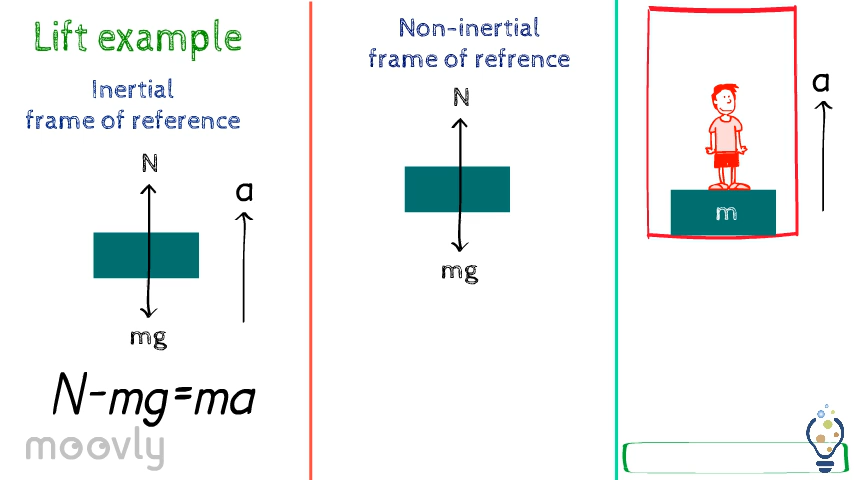 Lift example
Inertial
frame of reference
N
a
mg
N-mg=ma
moovly
Non-inertial
frame of refrence
N
mg
a
m